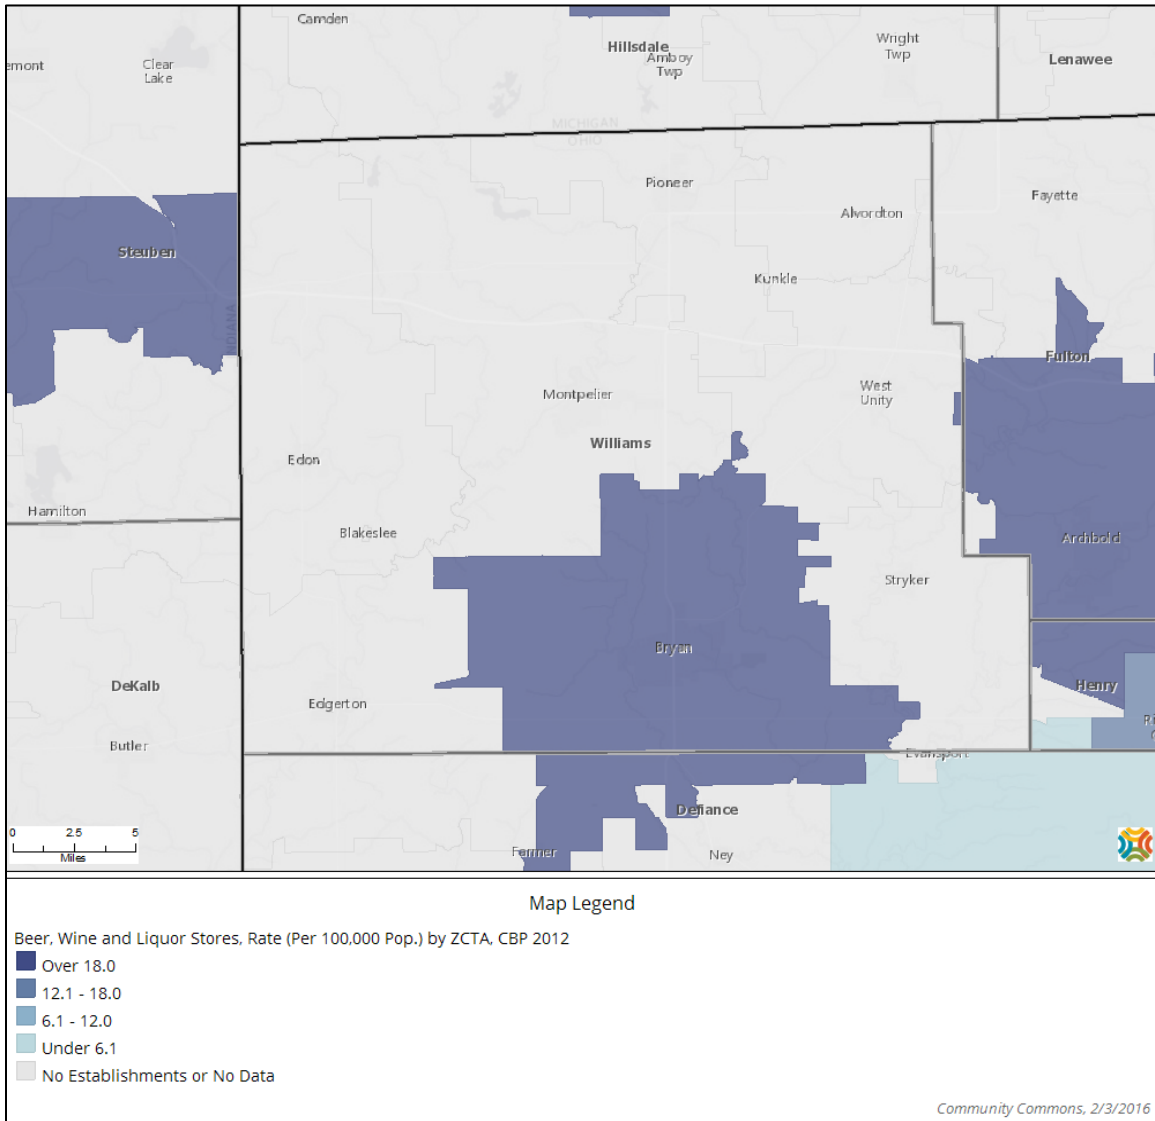 Camden
Hillsdale
Wright
Twp
Amboy
Twp
Lenawee
emont
Clear
Lake
MICHIGAN
OHIO
Pioneer
Fayette
Alvordton
Steuben
Kunkle
INDIANA
Fulton
Montpelier
West
Unity
Williams
Edon
Hamilton
Blakeslee
Archbold
Stryker
Bryan
DeKalb
Henry
Edgerton
Butler
Evansport
Defiance
Ney
0 2.5 5
Miles
Map Legend
Beer, Wine and Liquor Stores, Rate (Per 100,000 Pop.) by ZCTA, CBP 2012
Over 18.0
12.1 - 18.0
6.1 - 12.0
Under 6.1
No Establishments or No Data
Community Commons, 2/3/2016